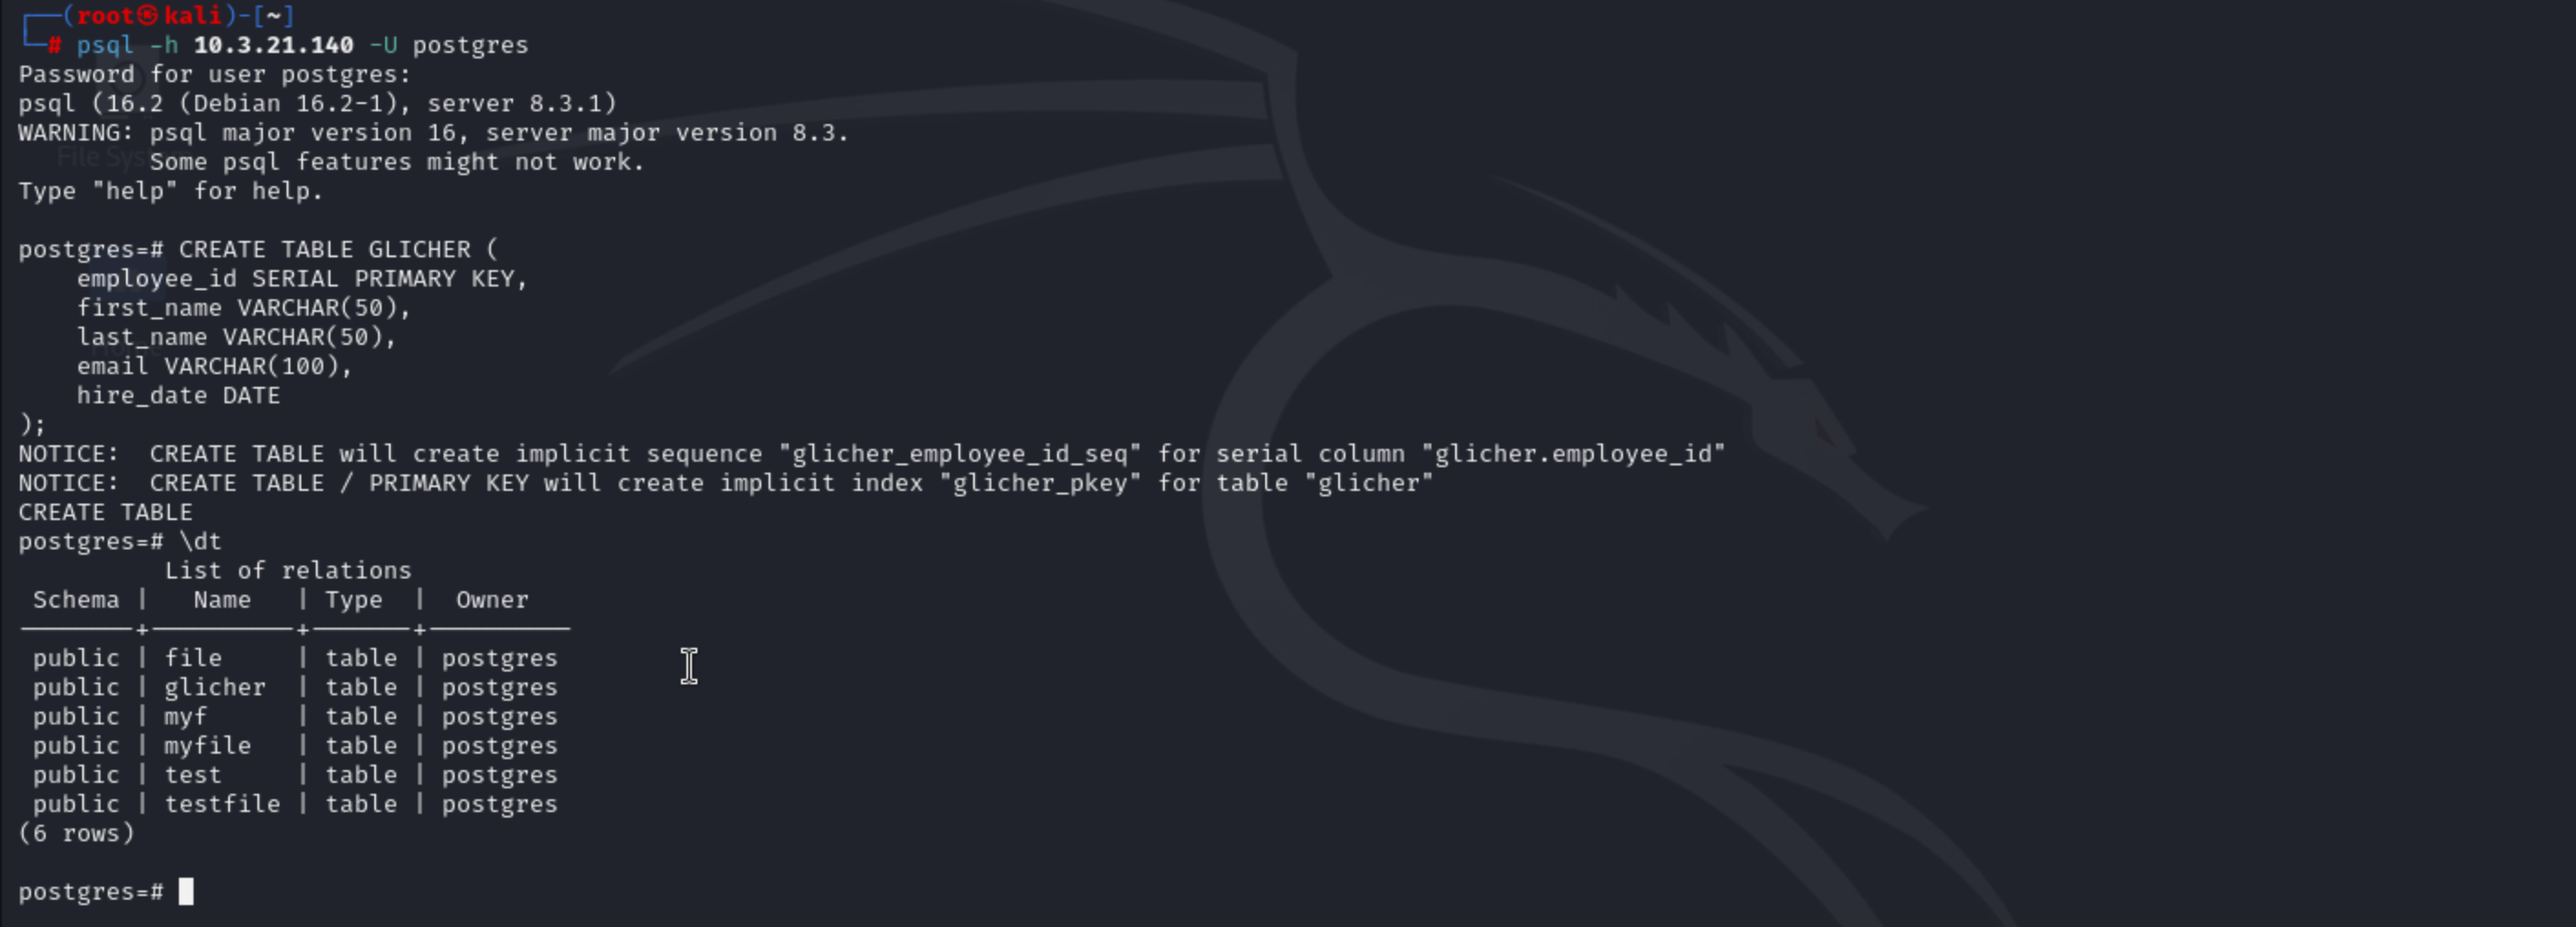 ┌──(root㉿kali)-[~]
└─# psql -h 10.3.21.140 -U postgres
Password for user postgres:
psql (16.2 (Debian 16.2-1), server 8.3.1)
WARNING: psql major version 16, server major version 8.3.
         Some psql features might not work.
Type "help" for help.

postgres=# CREATE TABLE GLICHER (
    employee_id SERIAL PRIMARY KEY,
    first_name VARCHAR(50),
    last_name VARCHAR(50),
    email VARCHAR(100),
    hire_date DATE
);
NOTICE:  CREATE TABLE will create implicit sequence "glicher_employee_id_seq" for serial column "glicher.employee_id"
NOTICE:  CREATE TABLE / PRIMARY KEY will create implicit index "glicher_pkey" for table "glicher"
CREATE TABLE
postgres=# \dt
          List of relations
 Schema |   Name   | Type  |  Owner
────────+──────────+───────+──────────
 public | file     | table | postgres
 public | glicher  | table | postgres
 public | myf      | table | postgres
 public | myfile   | table | postgres
 public | test     | table | postgres
 public | testfile | table | postgres
(6 rows)

postgres=#
File Sys